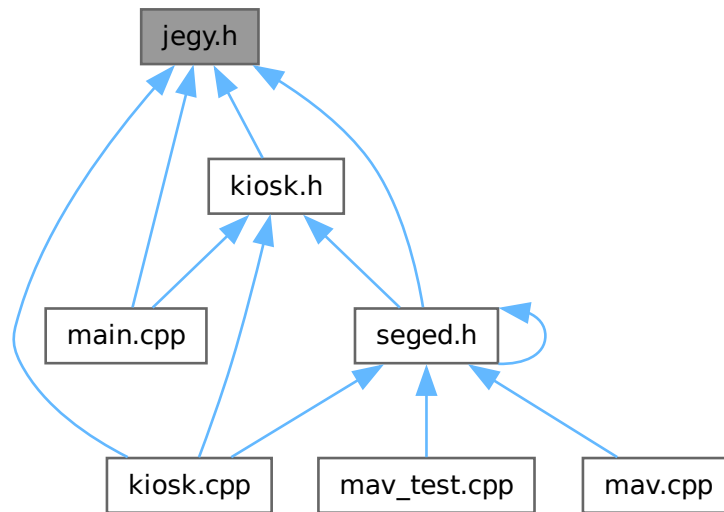 jegy.h
kiosk.h
main.cpp
seged.h
kiosk.cpp
mav_test.cpp
mav.cpp